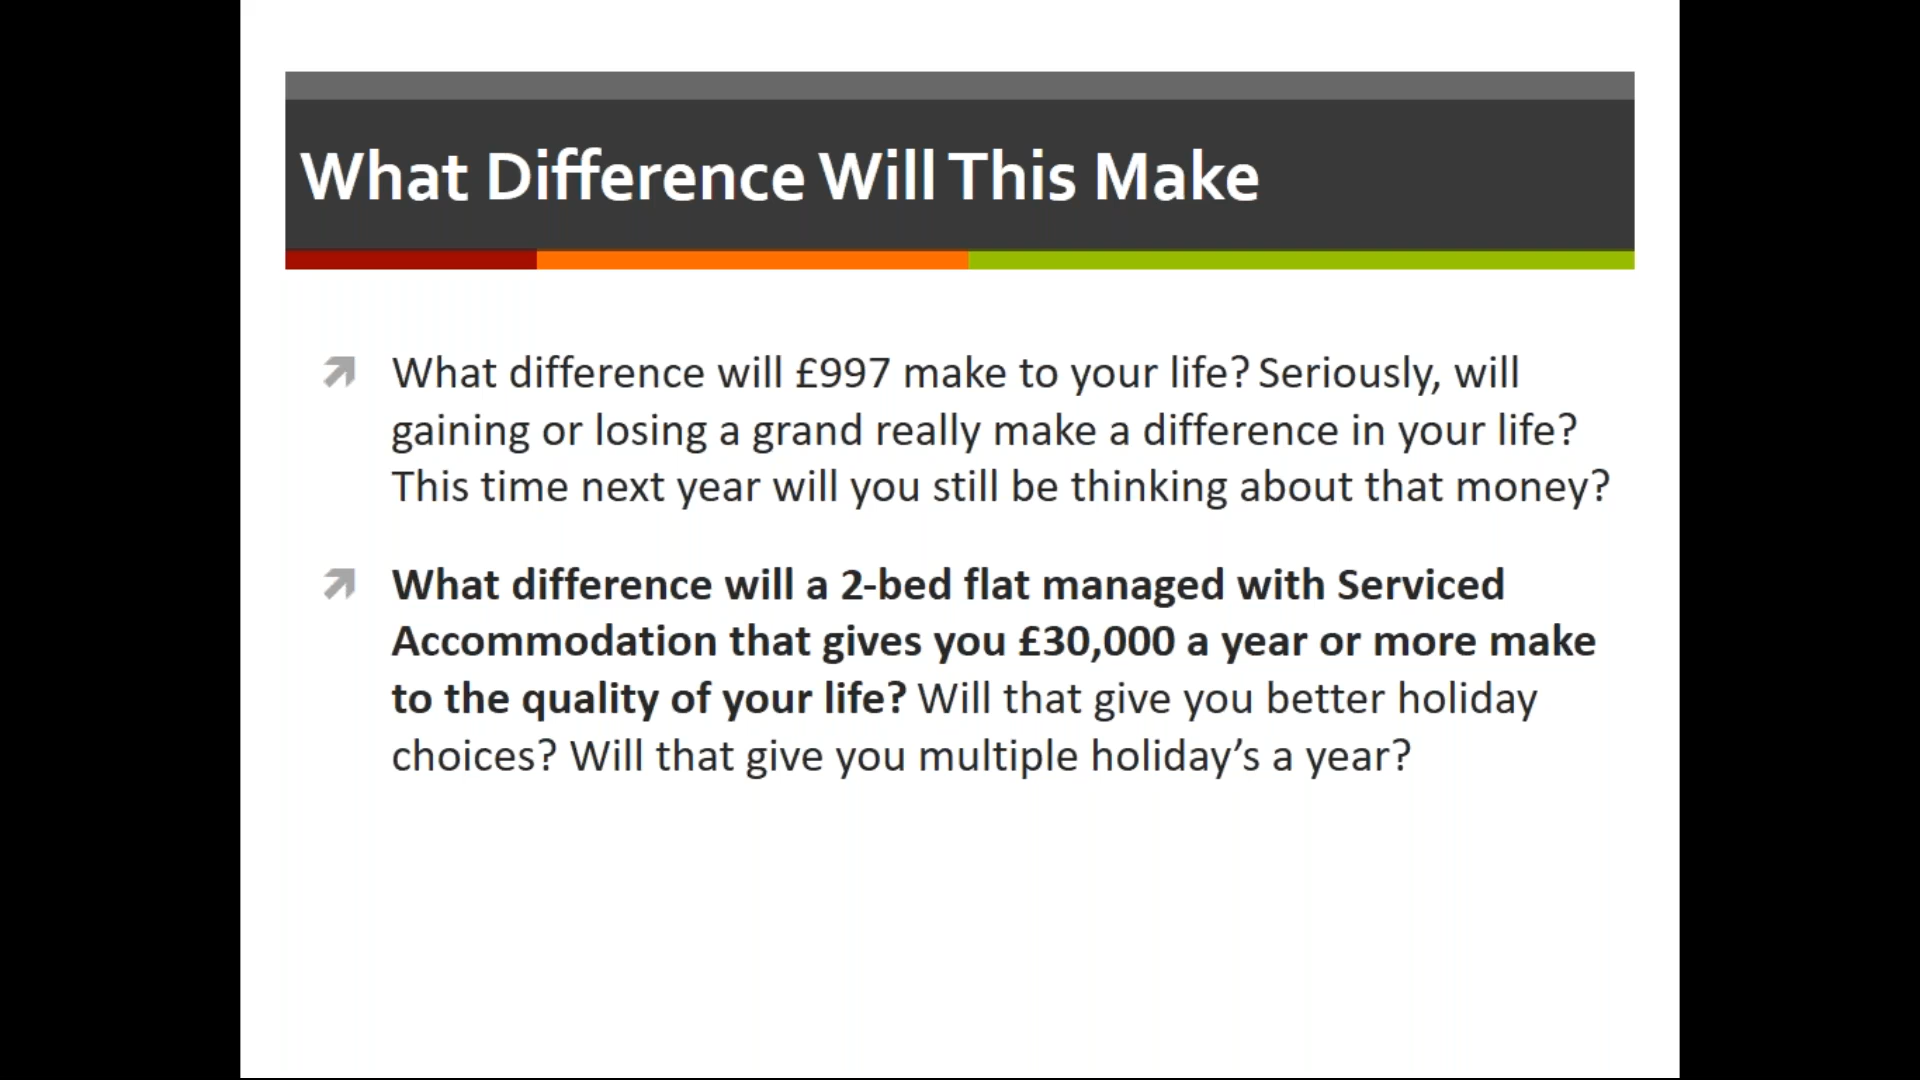 What Difference Will This Make
What difference will £997 make to your life? Seriously, will
gaining or losing a grand really make a difference in your life?
This time next year will you still be thinking about that money?
What difference will a 2-bed flat managed with Serviced
Accommodation that gives you £30,000 a year or more make
to the quality of your life? Will that give you better holiday
choices? Will that give you multiple holiday’s a year?